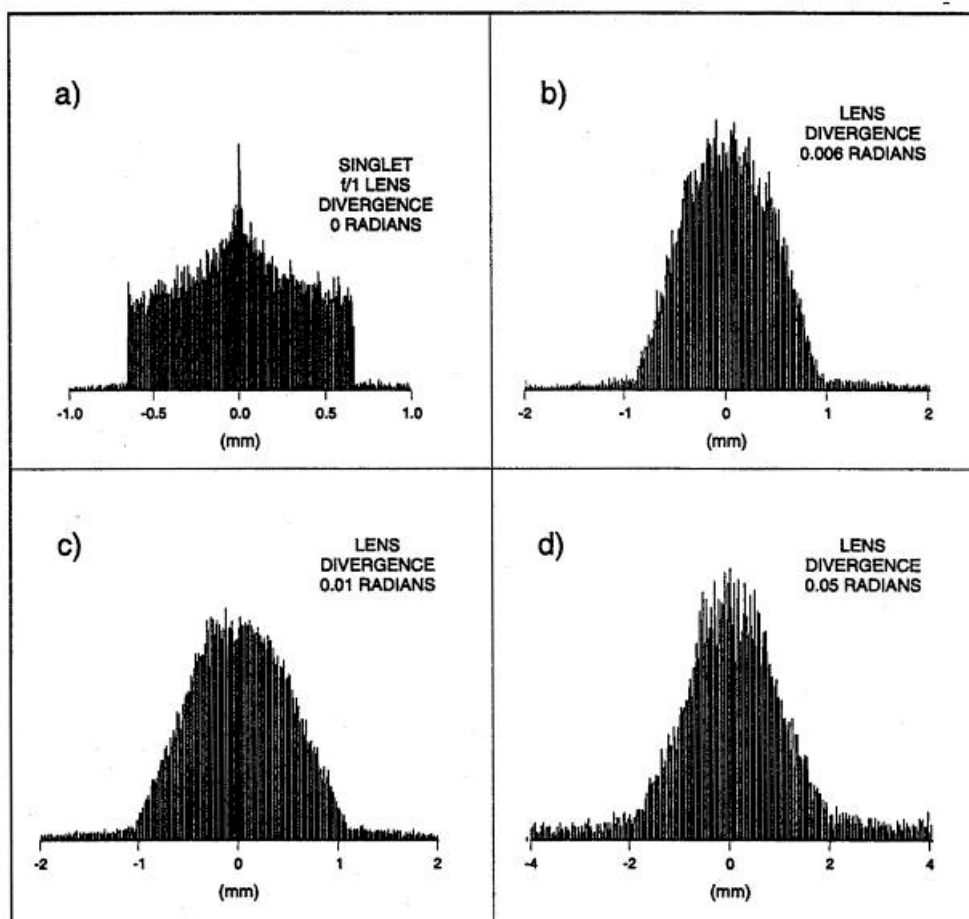 a)
SINGLET
f/1 LENS
DIVERGENCE
0 RADIANS
-1.0 -0.5 0.0 0.5 1.0
(mm)
b)
LENS
DIVERGENCE
0.006 RADIANS
-2 -1 0 1 2
(mm)
c)
LENS
DIVERGENCE
0.01 RADIANS
-2 -1 0 1 2
(mm)
d)
LENS
DIVERGENCE
0.05 RADIANS
-4 -2 0 2 4
(mm)